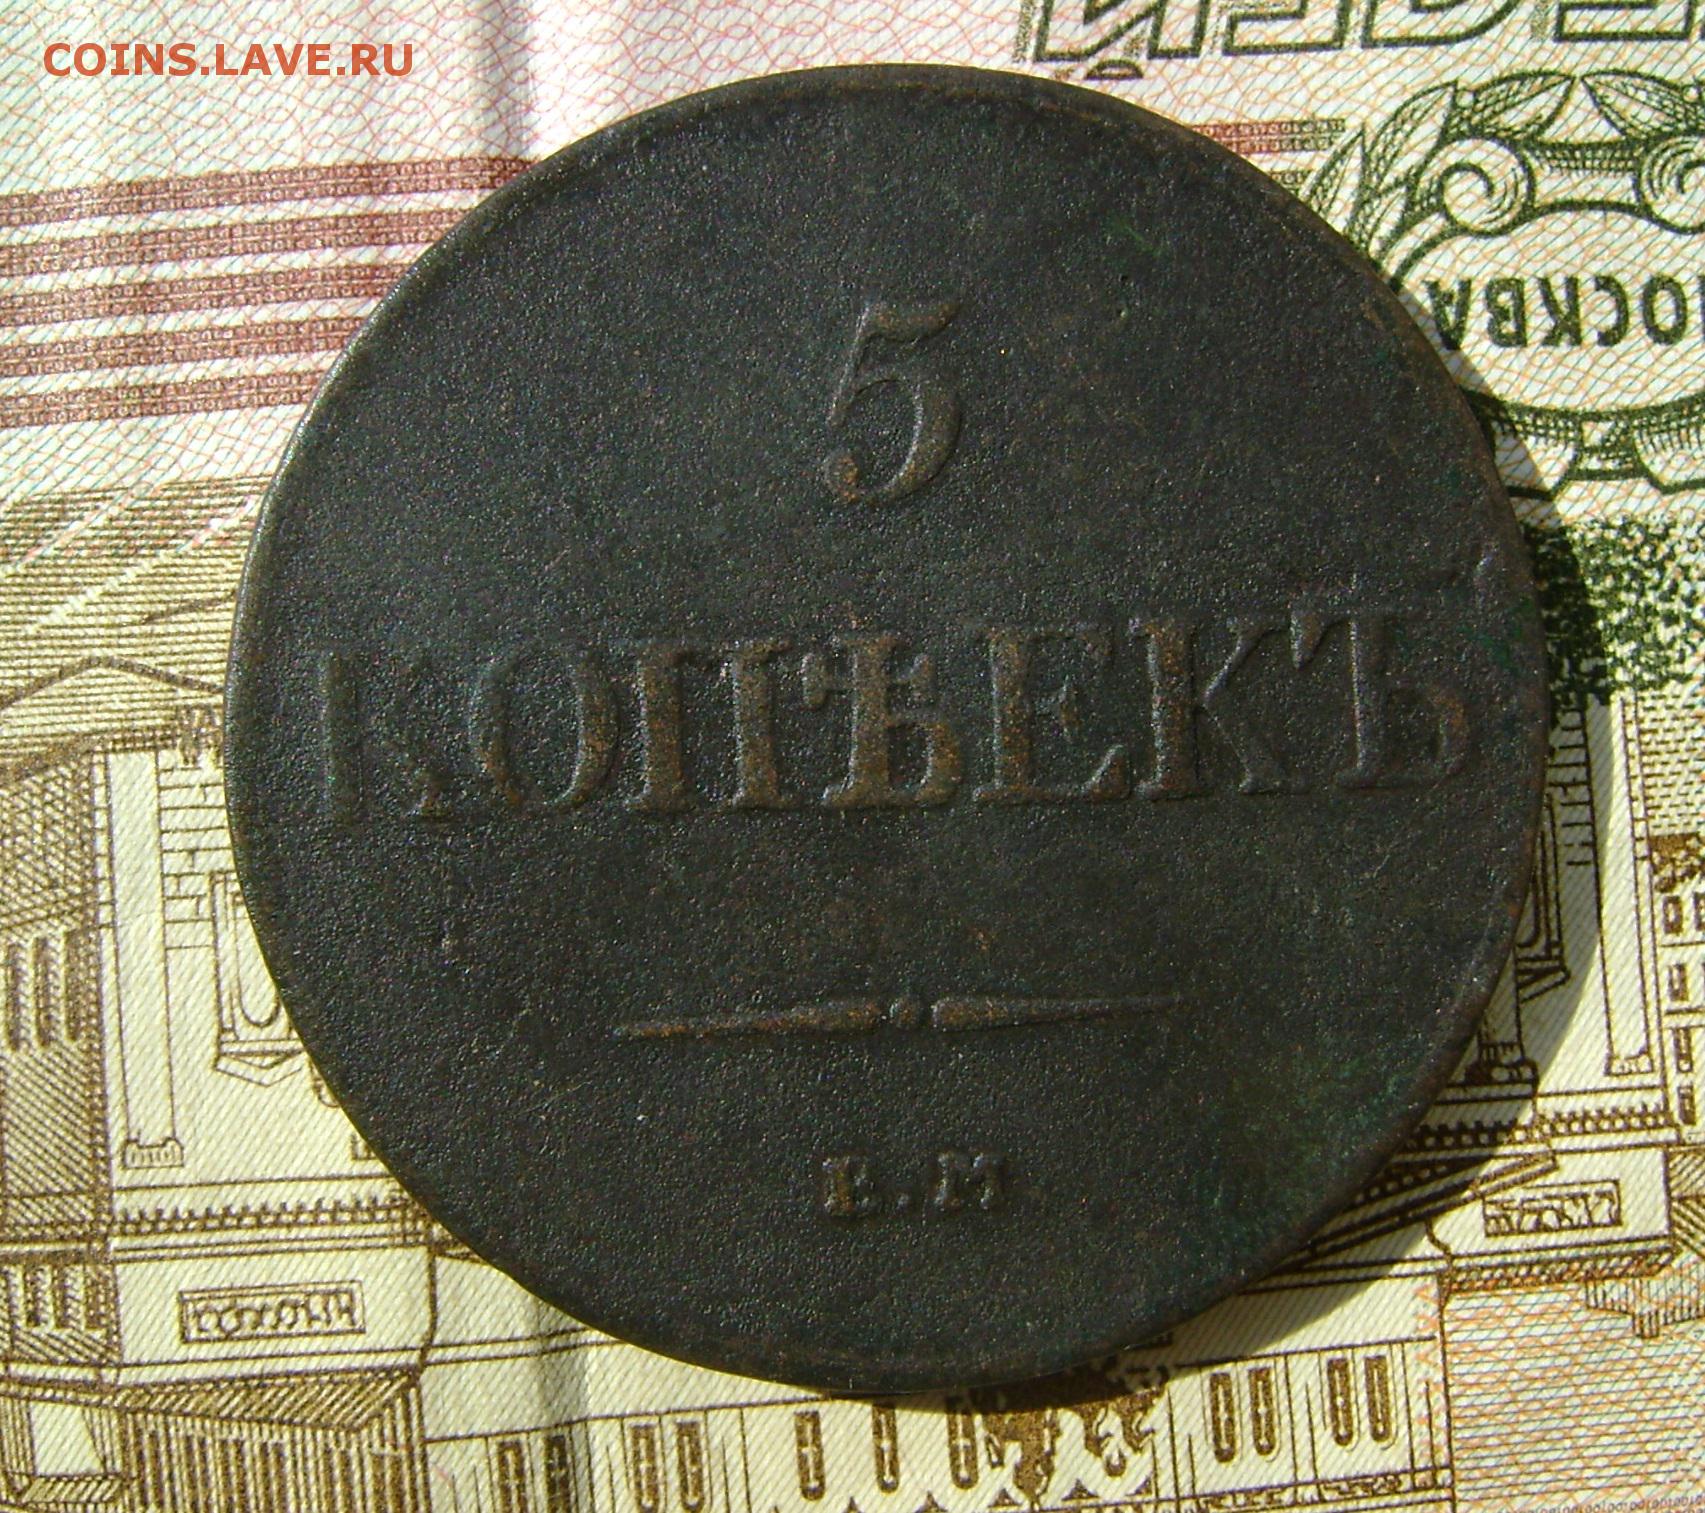 COINS.LAVE.RU
5
КОПѢЕКЪ
Е.М
МОСКВА